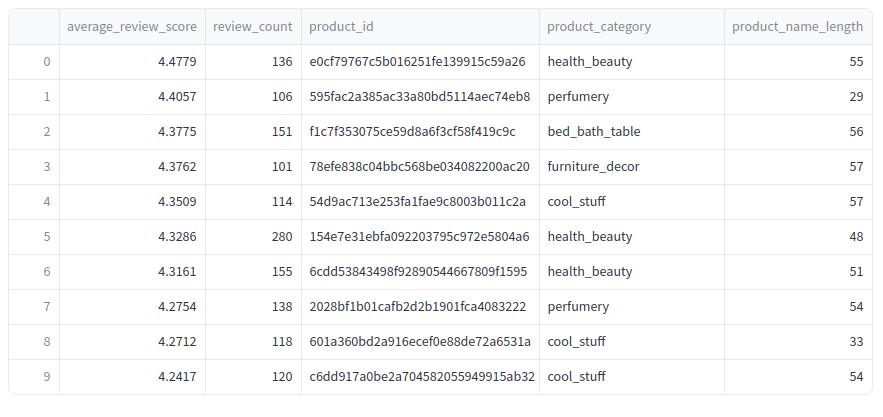 average_review_score review_count product_id product_category product_name_length
0 4.4779 136 e0cf79767c5b016251fe139915c59a26 health_beauty 55
1 4.4057 106 595fac2a385ac33a80bd5114aec74eb8 perfumery 29
2 4.3775 151 f1c7f353075ce59d8a6f3cf58f419c9c bed_bath_table 56
3 4.3762 101 78efe838c04bbc568be034082200ac20 furniture_decor 57
4 4.3509 114 54d9ac713e253fa1fae9c8003b011c2a cool_stuff 57
5 4.3286 280 154e7e31ebfa092203795c972e5804a6 health_beauty 48
6 4.3161 155 6cdd53843498f92890544667809f1595 health_beauty 51
7 4.2754 138 2028bf1b01cafb2d2b1901fca4083222 perfumery 54
8 4.2712 118 601a360bd2a916ecef0e88de72a6531a cool_stuff 33
9 4.2417 120 c6dd917a0be2a704582055949915ab32 cool_stuff 54